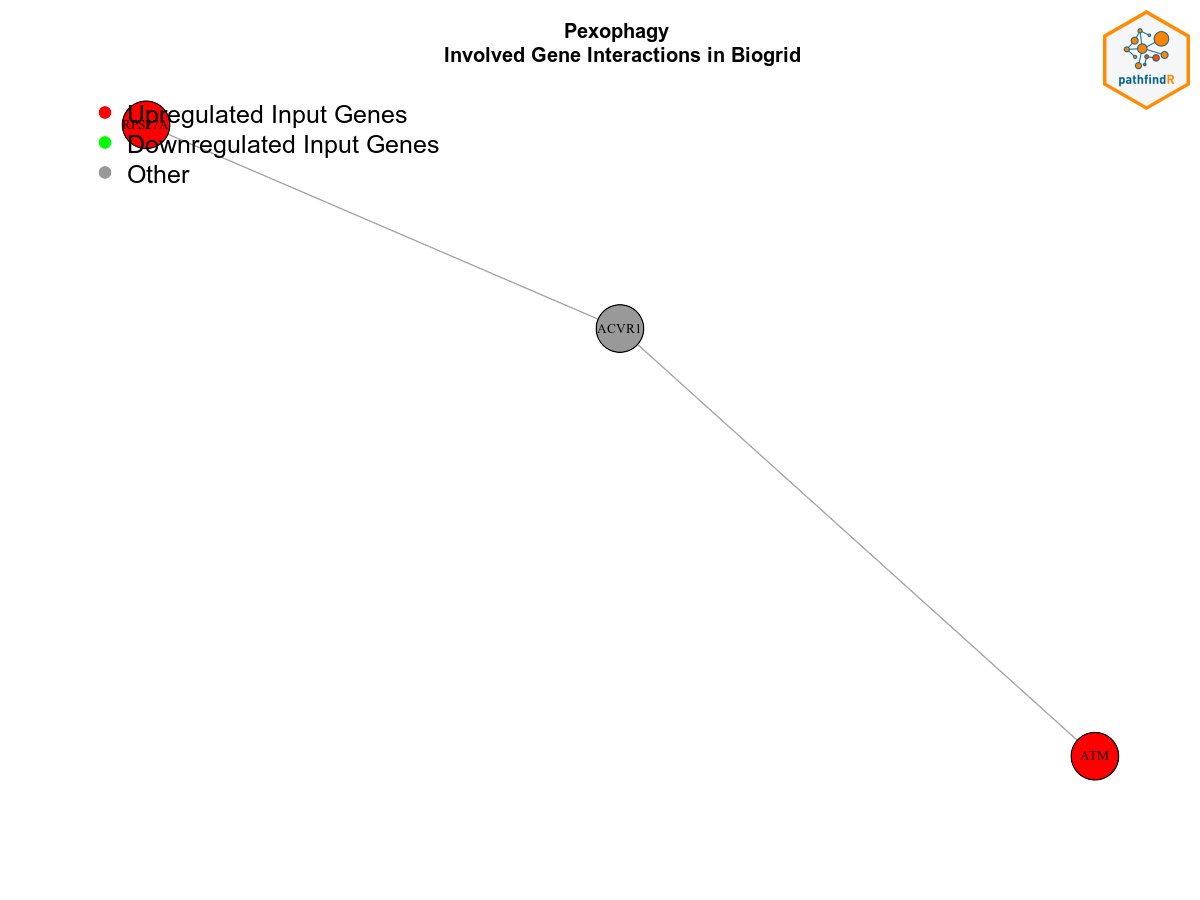 Pexophagy
Involved Gene Interactions in Biogrid
pathfindR
Upregulated Input Genes
RPS27A
Downregulated Input Genes
Other
ACVR1
ATM